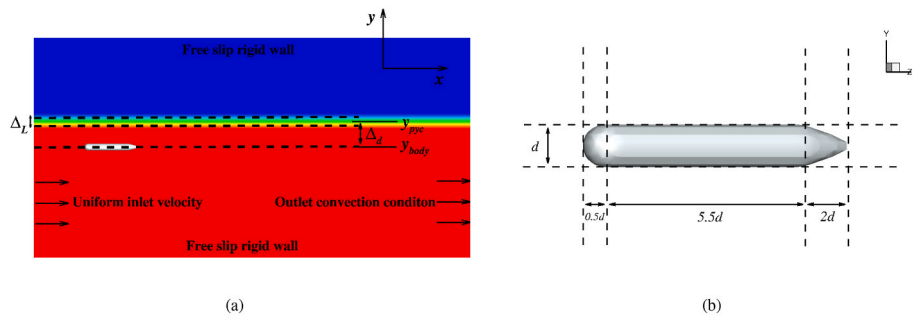 y
Free slip rigid wall
x
Δ_L
y_pyc
Δ_d
y_body
Uniform inlet velocity
Outlet convection conditon
Free slip rigid wall
(a)
Y
Z
d
0.5d
5.5d
2d
(b)